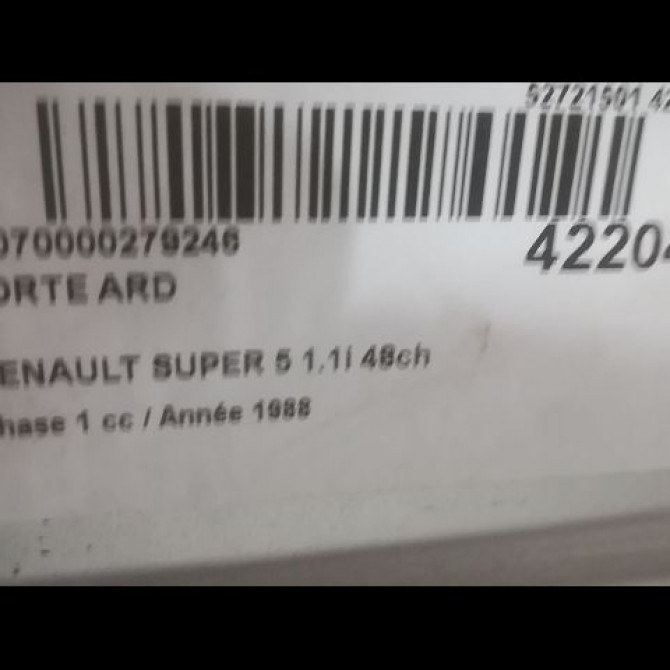 52721501 42
070000279246
42204
ORTE ARD
ENAULT SUPER 5 1.1i 48ch
hase 1 cc / Année 1988